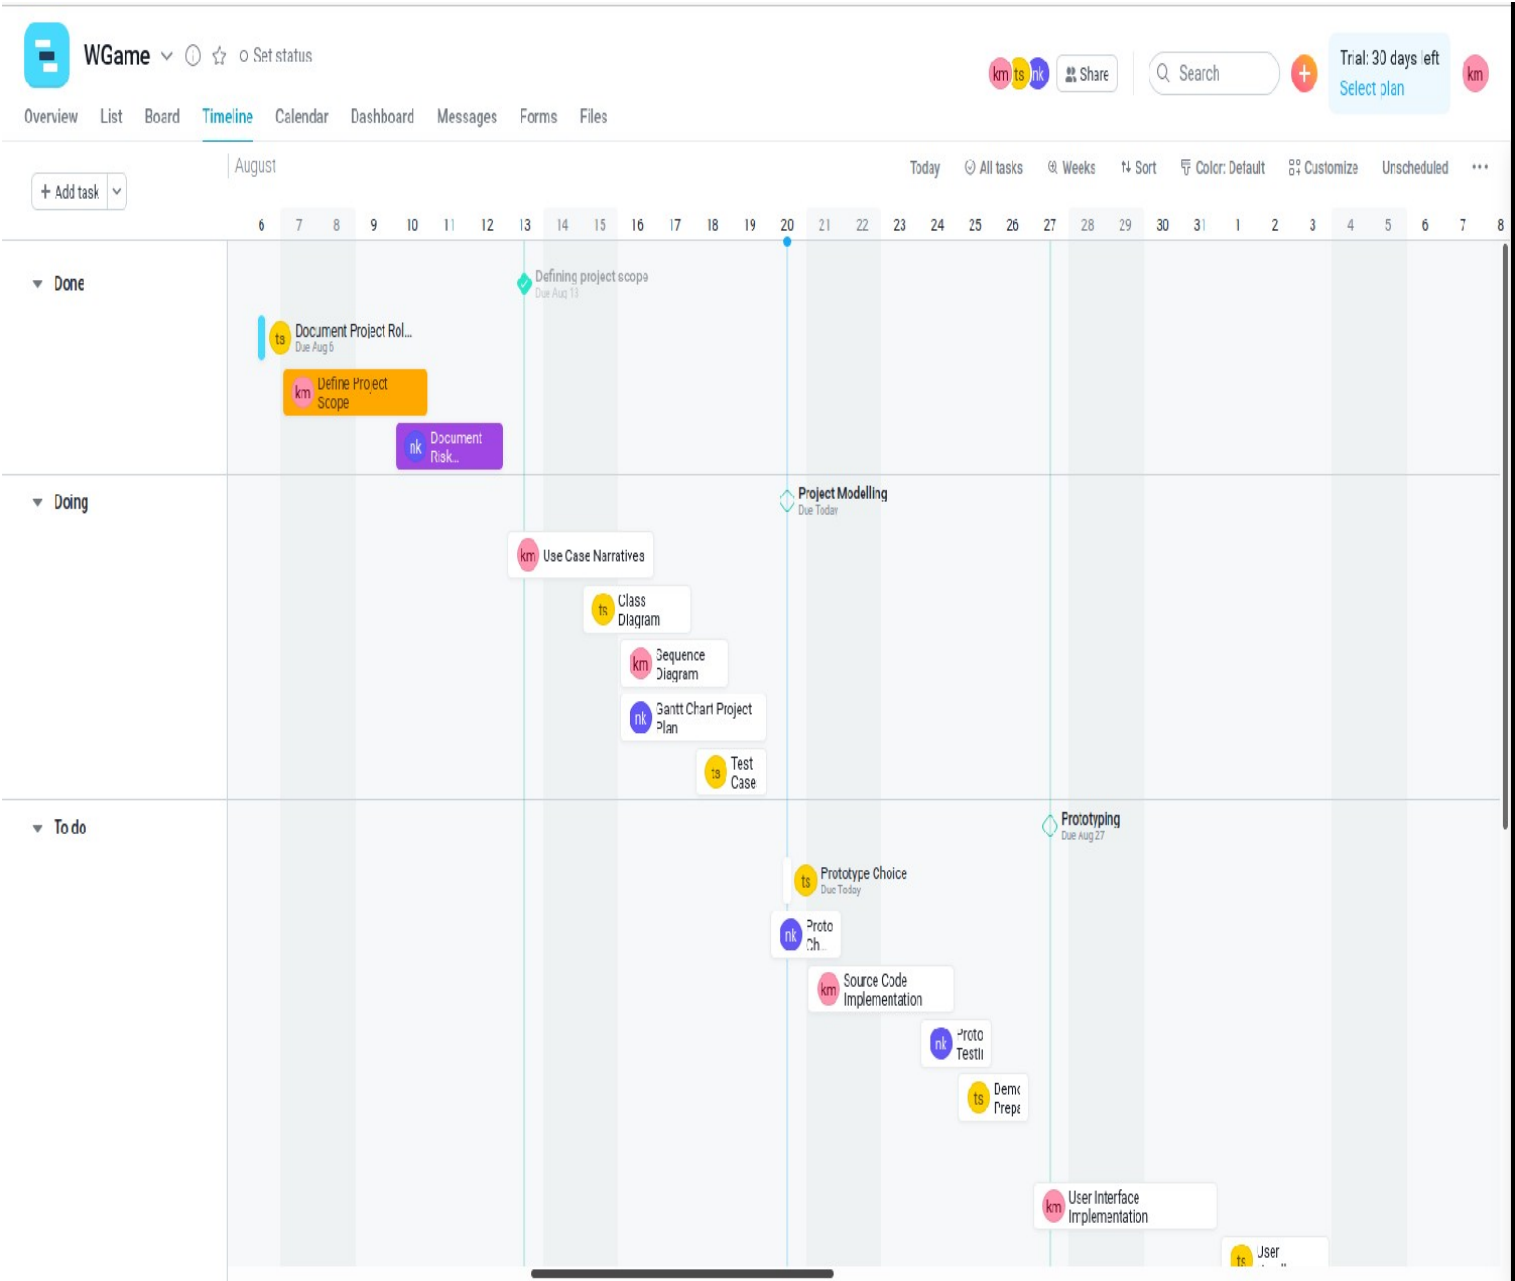 WGame
Set status
km ts nk
Share
Search
+
Trial: 30 days left
Select plan
km
Overview List Board Timeline Calendar Dashboard Messages Forms Files
+ Add task
August
Today All tasks Weeks Sort Color: Default Customize Unscheduled ...
6 7 8 9 10 11 12 13 14 15 16 17 18 19 20 21 22 23 24 25 26 27 28 29 30 31 1 2 3 4 5 6 7 8
Done
Defining project scope
Due Aug 13
ts Document Project Rol...
Due Aug 6
km Define Project
Scope
nk Document
Risk...
Doing
Project Modelling
Due Today
km Use Case Narratives
ts Class
Diagram
km Sequence
Diagram
nk Gantt Chart Project
Plan
ts Test
Case
To do
Prototyping
Due Aug 27
ts Prototype Choice
Due Today
nk Proto
Ch...
km Source Code
Implementation
nk Proto
Testi
ts Demo
Prepa
km User Interface
Implementation
ts User